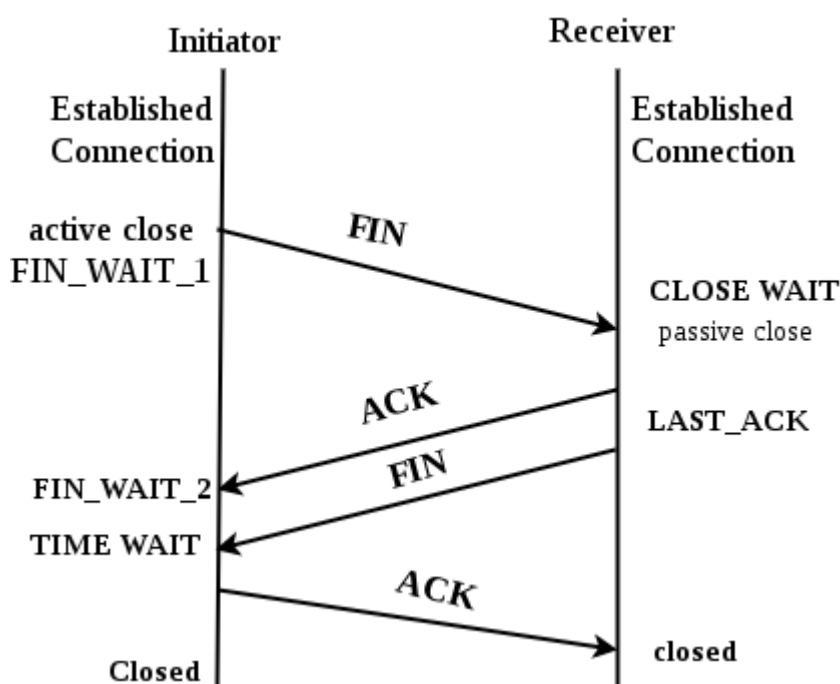 Initiator
Receiver
Established
Connection
Established
Connection
active close
FIN_WAIT_1
FIN
CLOSE WAIT
passive close
ACK
LAST_ACK
FIN
FIN_WAIT_2
TIME WAIT
ACK
closed
Closed